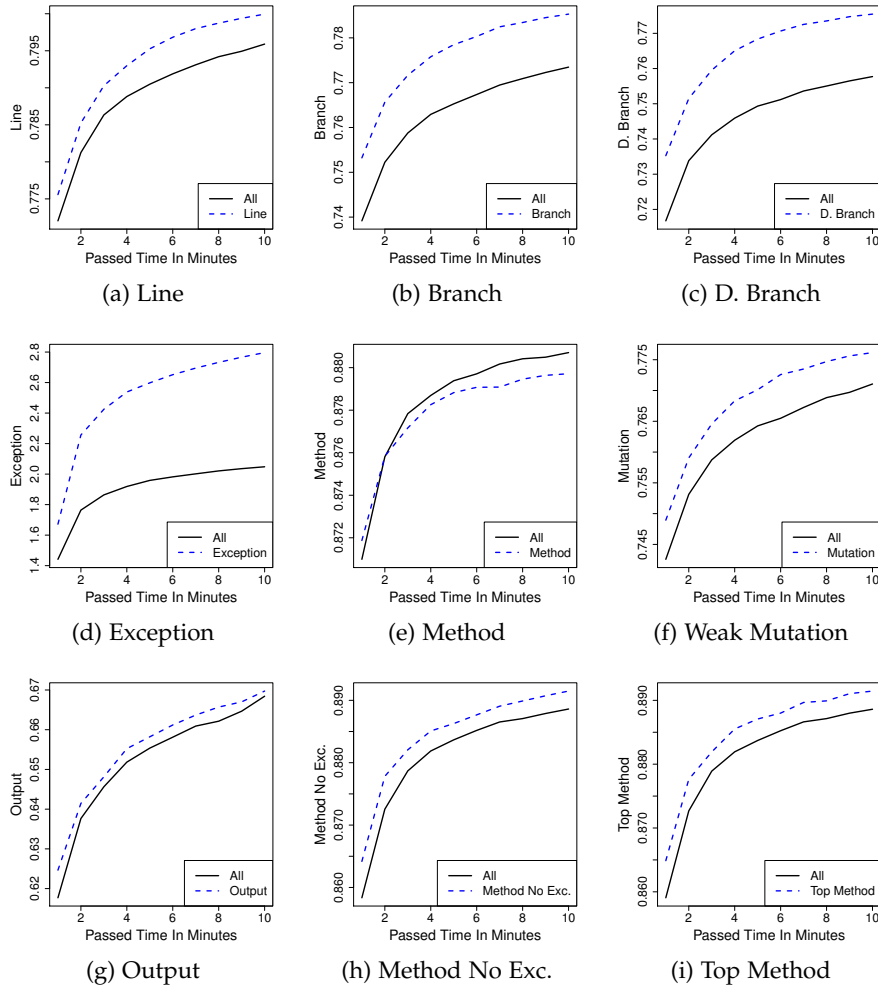 0.775 0.785 0.795
Line
All
Line
2 4 6 8 10
Passed Time In Minutes
(a) Line
0.74 0.75 0.76 0.77 0.78
Branch
All
Branch
2 4 6 8 10
Passed Time In Minutes
(b) Branch
0.72 0.73 0.74 0.75 0.76 0.77
D. Branch
All
D. Branch
2 4 6 8 10
Passed Time In Minutes
(c) D. Branch
1.4 1.6 1.8 2.0 2.2 2.4 2.6 2.8
Exception
All
Exception
2 4 6 8 10
Passed Time In Minutes
(d) Exception
0.872 0.874 0.876 0.878 0.880
Method
All
Method
2 4 6 8 10
Passed Time In Minutes
(e) Method
0.745 0.755 0.765 0.775
Mutation
All
Mutation
2 4 6 8 10
Passed Time In Minutes
(f) Weak Mutation
0.62 0.63 0.64 0.65 0.66 0.67
Output
All
Output
2 4 6 8 10
Passed Time In Minutes
(g) Output
0.860 0.870 0.880 0.890
Method No Exc.
All
Method No Exc.
2 4 6 8 10
Passed Time In Minutes
(h) Method No Exc.
0.860 0.870 0.880 0.890
Top Method
All
Top Method
2 4 6 8 10
Passed Time In Minutes
(i) Top Method